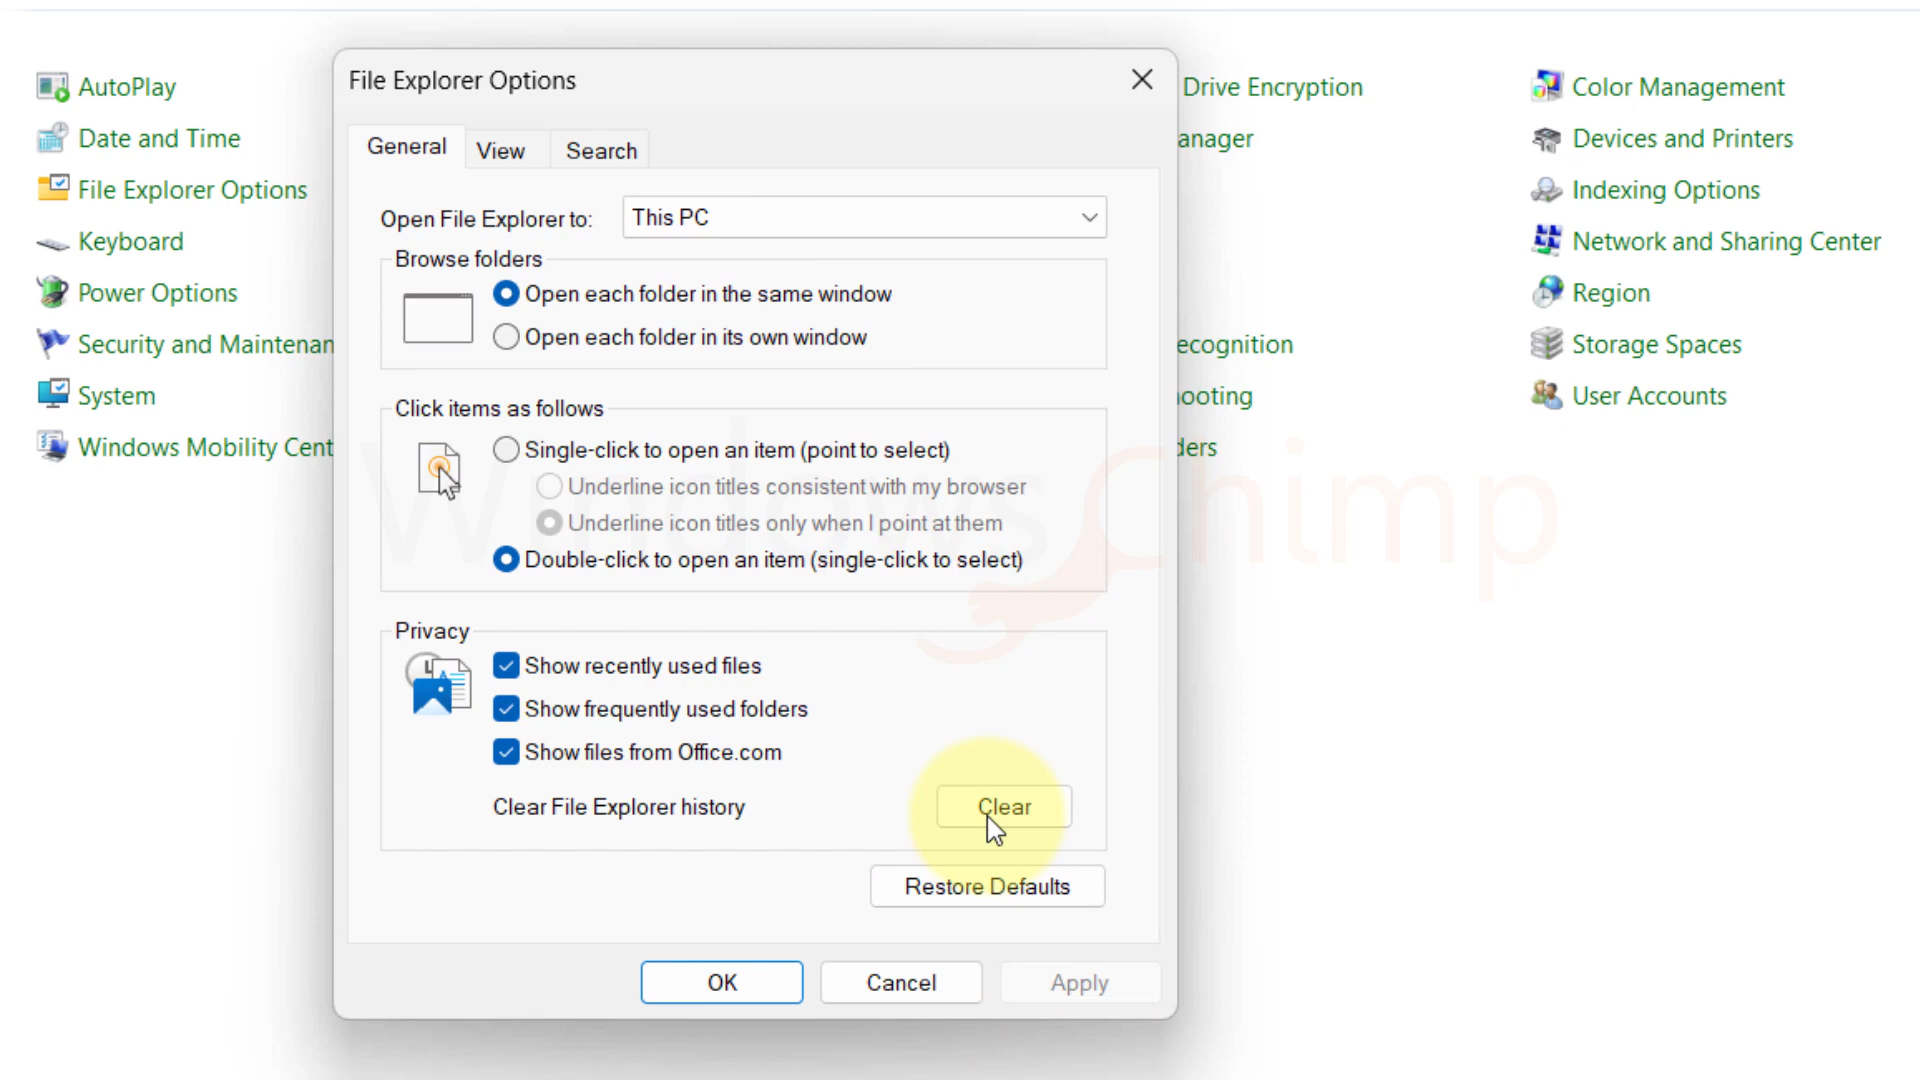 AutoPlay
Date and Time
File Explorer Options
Keyboard
Power Options
Security and Maintenan
System
Windows Mobility Cent
File Explorer Options
General
View
Search
Open File Explorer to:
This PC
Browse folders
Open each folder in the same window
Open each folder in its own window
Click items as follows
Single-click to open an item (point to select)
Underline icon titles consistent with my browser
Underline icon titles only when I point at them
Double-click to open an item (single-click to select)
Privacy
Show recently used files
Show frequently used folders
Show files from Office.com
Clear File Explorer history
Clear
Restore Defaults
OK
Cancel
Apply
Drive Encryption
anager
ecognition
hooting
ders
Color Management
Devices and Printers
Indexing Options
Network and Sharing Center
Region
Storage Spaces
User Accounts
WindowsChimp